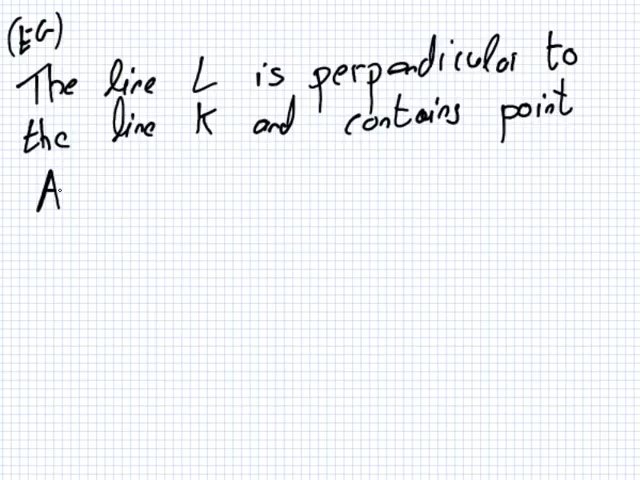 (EG)
The line L is perpendicular to
the line K and contains point
A